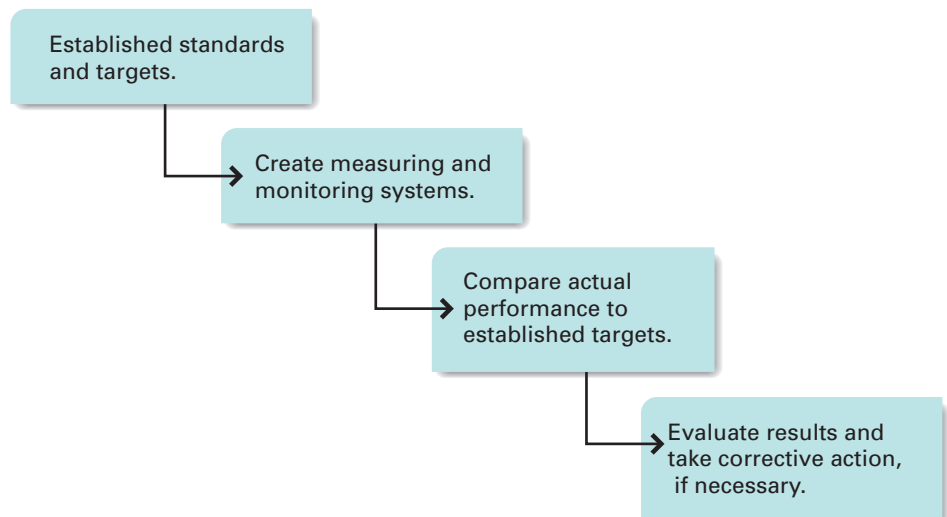 Established standards
and targets.
Create measuring and
monitoring systems.
Compare actual
performance to
established targets.
Evaluate results and
take corrective action,
if necessary.